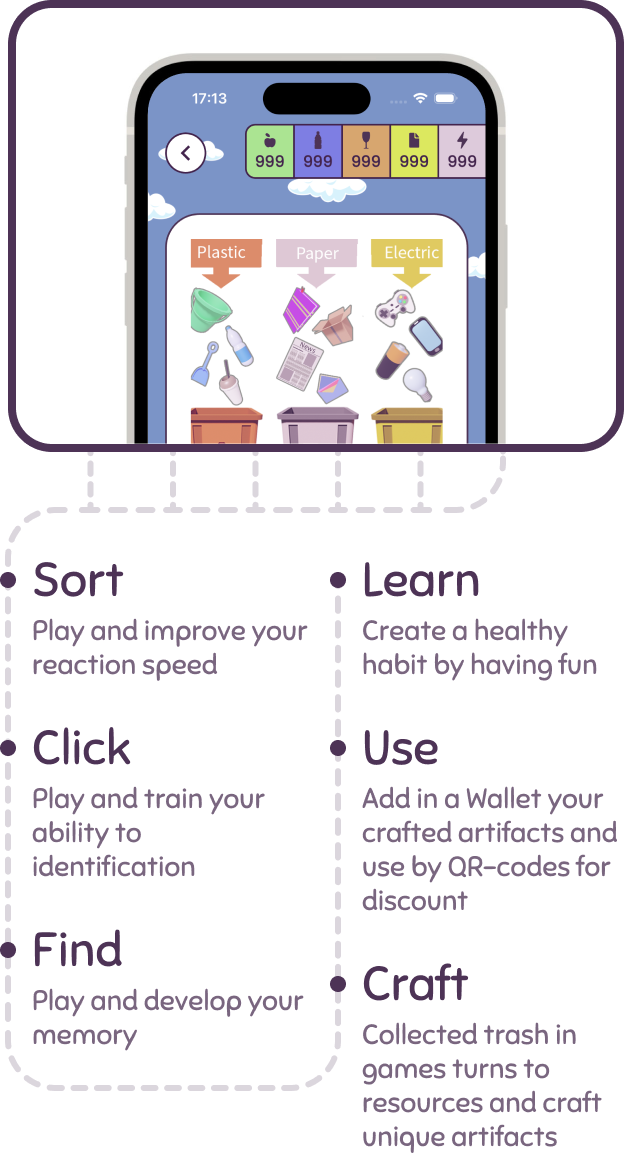 17:13
999 999 999 999 999
Plastic Paper Electric
News
Sort
Play and improve your
reaction speed
Click
Play and train your
ability to
identification
Find
Play and develop your
memory
Learn
Create a healthy
habit by having fun
Use
Add in a Wallet your
crafted artifacts and
use by QR-codes for
discount
Craft
Collected trash in
games turns to
resources and craft
unique artifacts